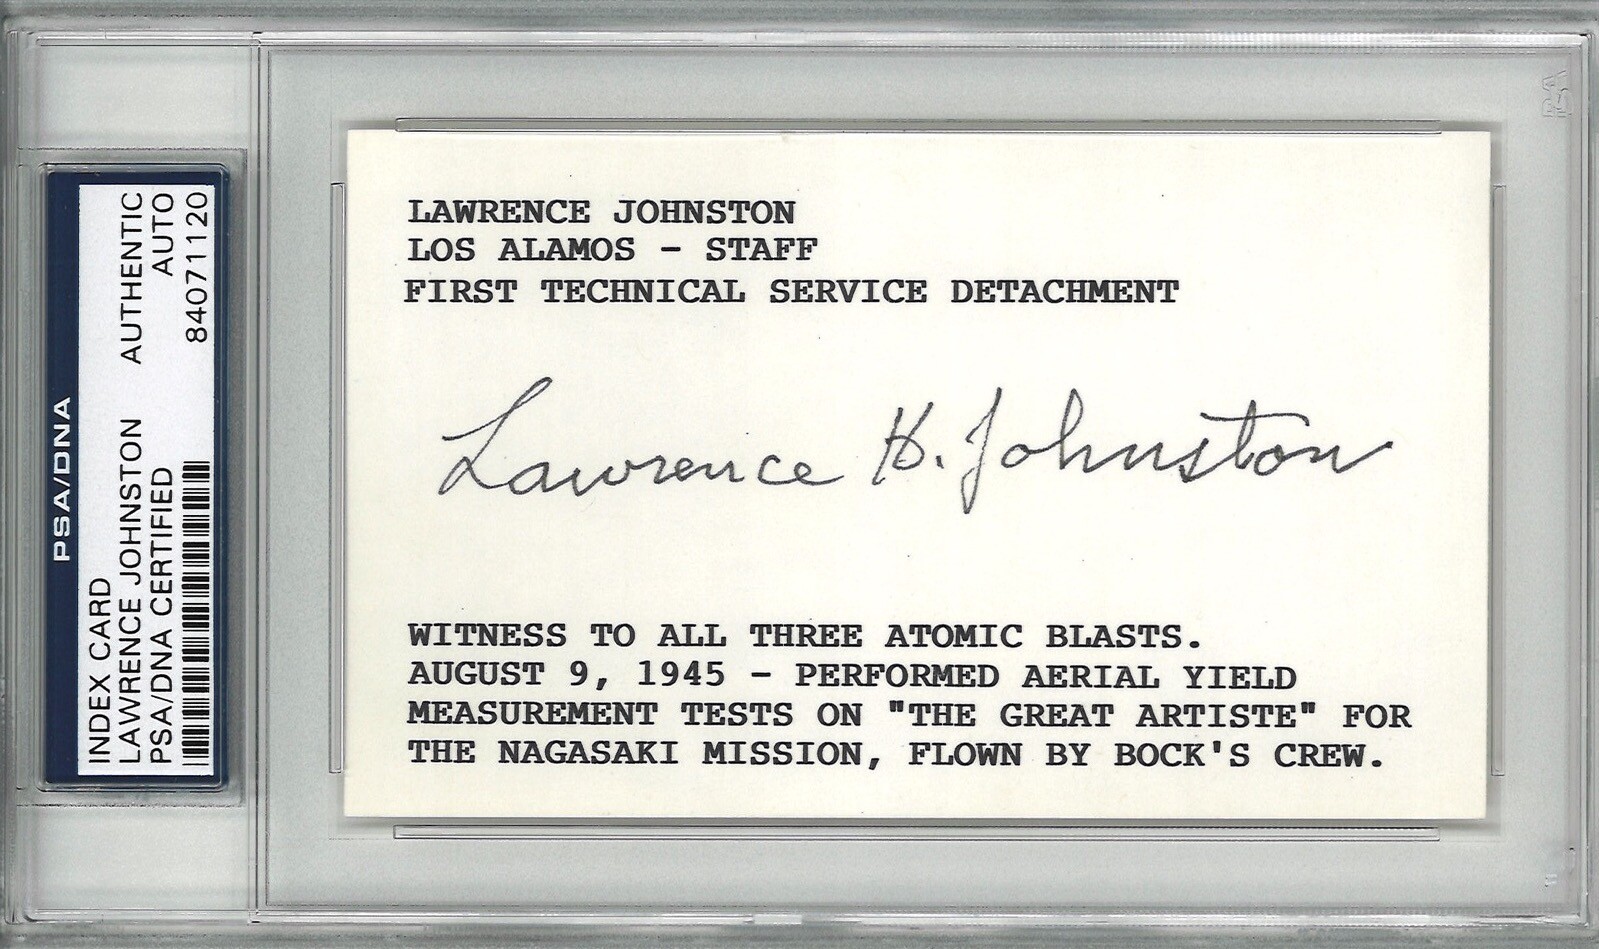 PSA/DNA
INDEX CARD
LAWRENCE JOHNSTON AUTHENTIC
PSA/DNA CERTIFIED AUTO
84071120
LAWRENCE JOHNSTON
LOS ALAMOS - STAFF
FIRST TECHNICAL SERVICE DETACHMENT
Lawrence H. Johnston
WITNESS TO ALL THREE ATOMIC BLASTS.
AUGUST 9, 1945 - PERFORMED AERIAL YIELD
MEASUREMENT TESTS ON "THE GREAT ARTISTE" FOR
THE NAGASAKI MISSION, FLOWN BY BOCK'S CREW.
PSA